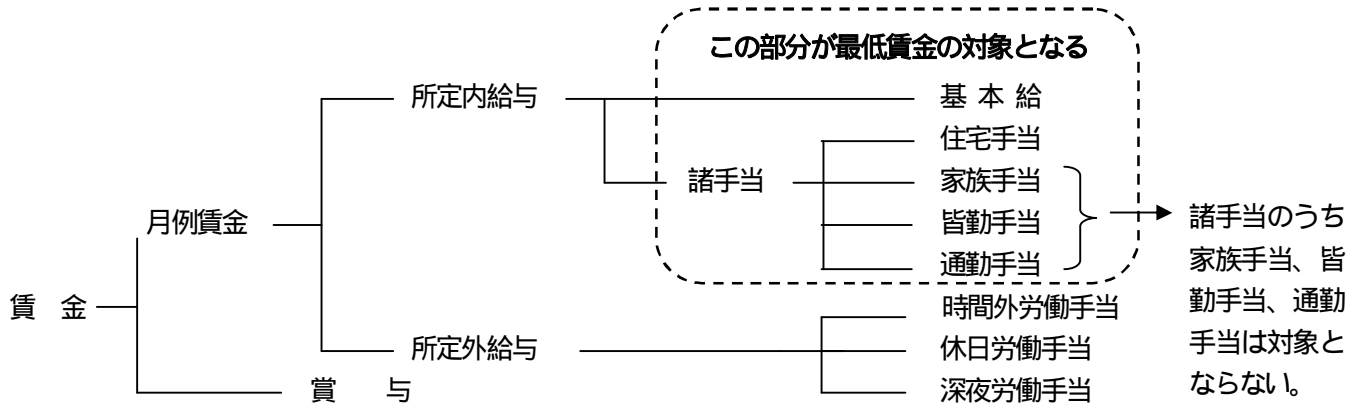 この部分が最低賃金の対象となる
所定内給与
基 本 給
住宅手当
諸手当
家族手当
皆勤手当
通勤手当
諸手当のうち
家族手当、皆
勤手当、通勤
手当は対象と
ならない。
月例賃金
賃 金
所定外給与
時間外労働手当
休日労働手当
深夜労働手当
賞 与